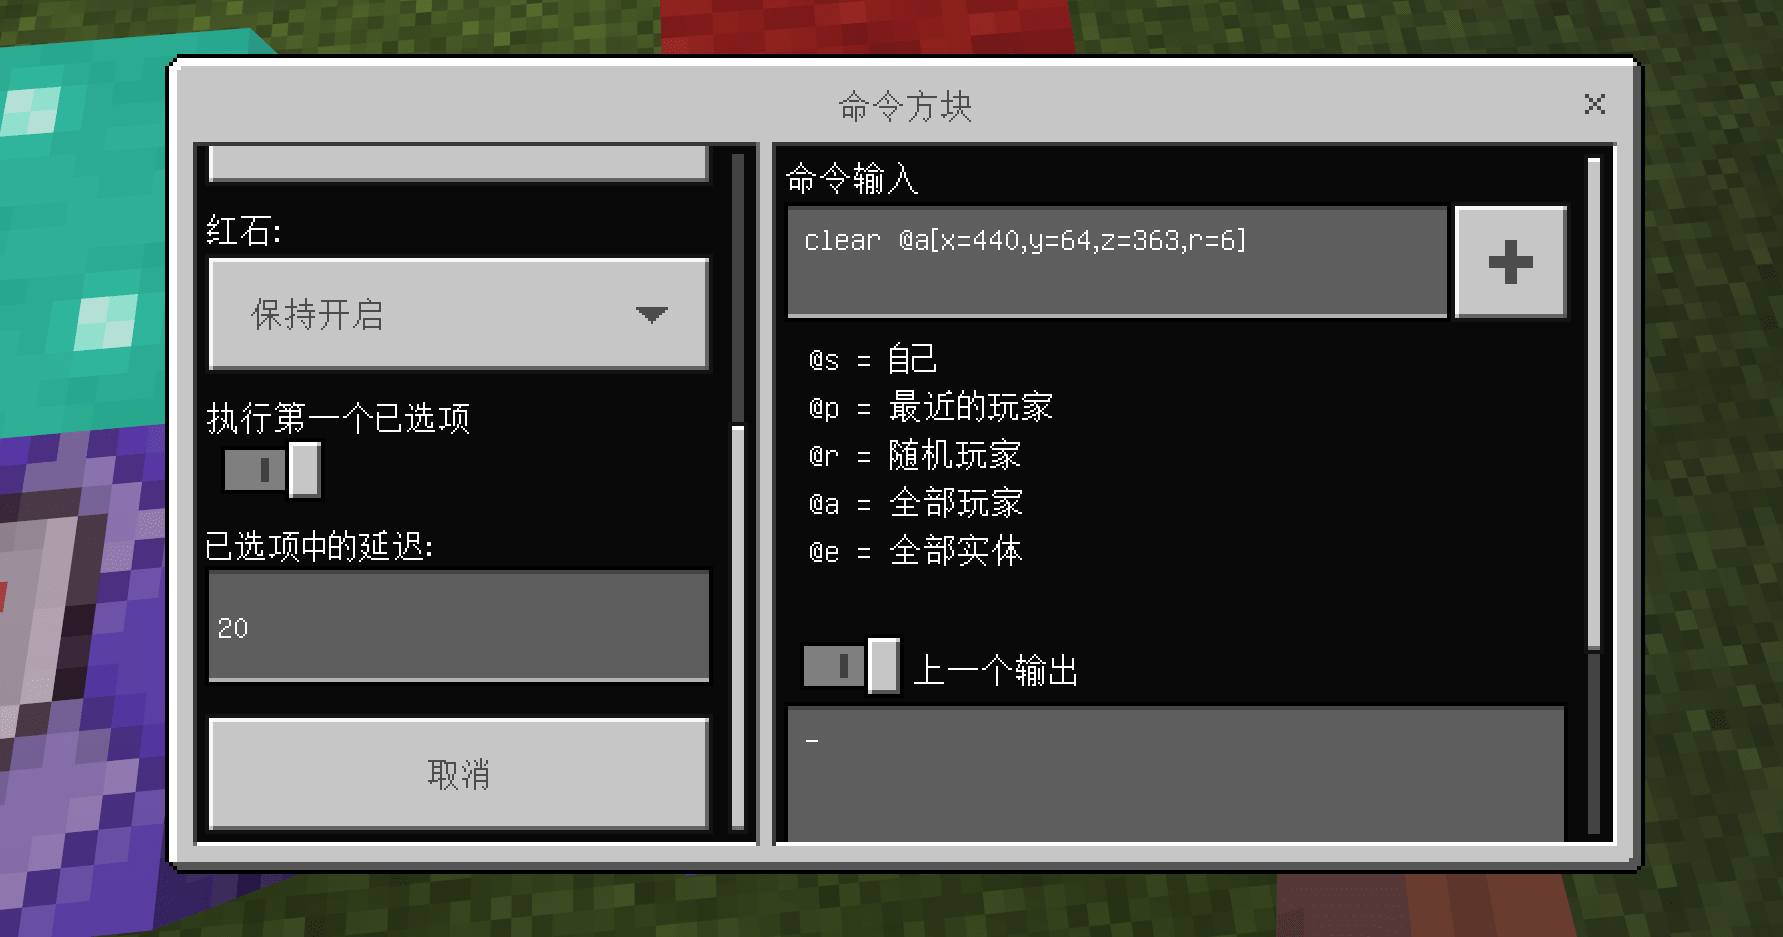 命令方块
红石:
保持开启
执行第一个已选项
已选项中的延迟:
20
取消
命令输入
clear @a[x=440,y=64,z=363,r=6]
@s = 自己
@p = 最近的玩家
@r = 随机玩家
@a = 全部玩家
@e = 全部实体
上一个输出
-